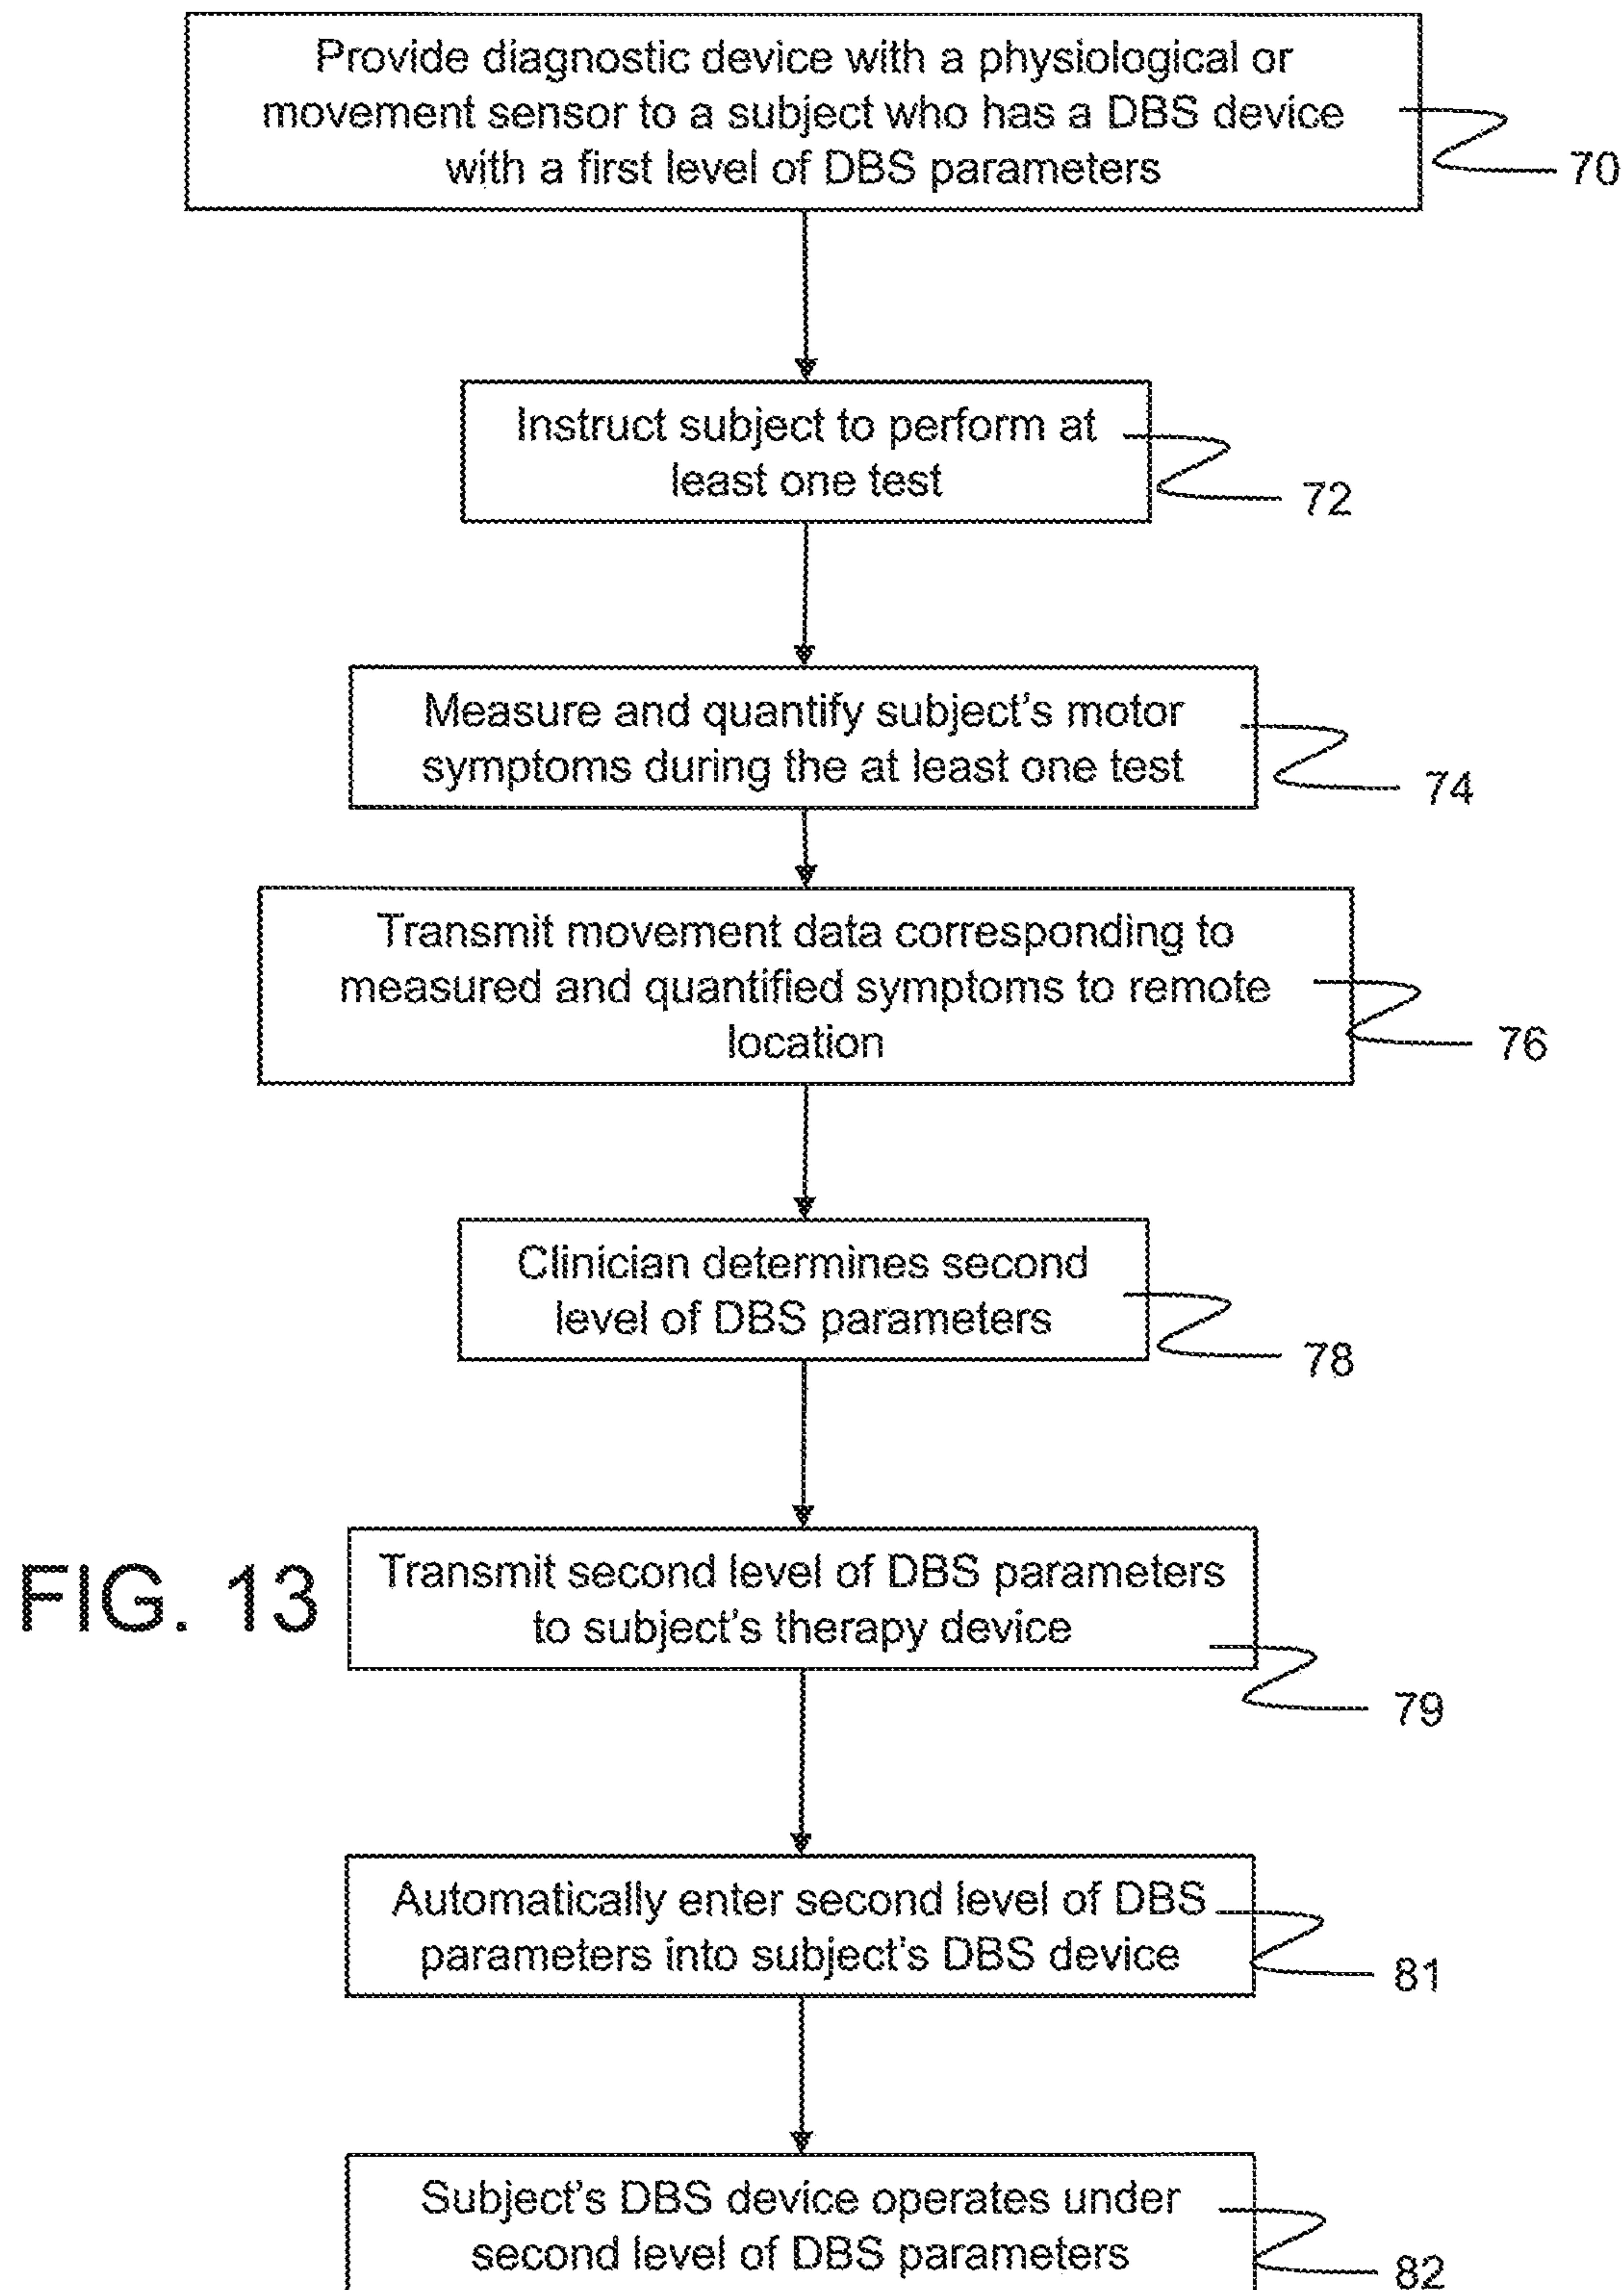 Provide diagnostic device with a physiological or
movement sensor to a subject who has a DBS device
with a first level of DBS parameters
70
Instruct subject to perform at
least one test
72
Measure and quantify subject's motor
symptoms during the at least one test
74
Transmit movement data corresponding to
measured and quantified symptoms to remote
location
76
Clinician determines second
level of DBS parameters
78
FIG. 13
Transmit second level of DBS parameters
to subject's therapy device
79
Automatically enter second level of DBS
parameters into subject's DBS device
81
Subject's DBS device operates under
second level of DBS parameters
82